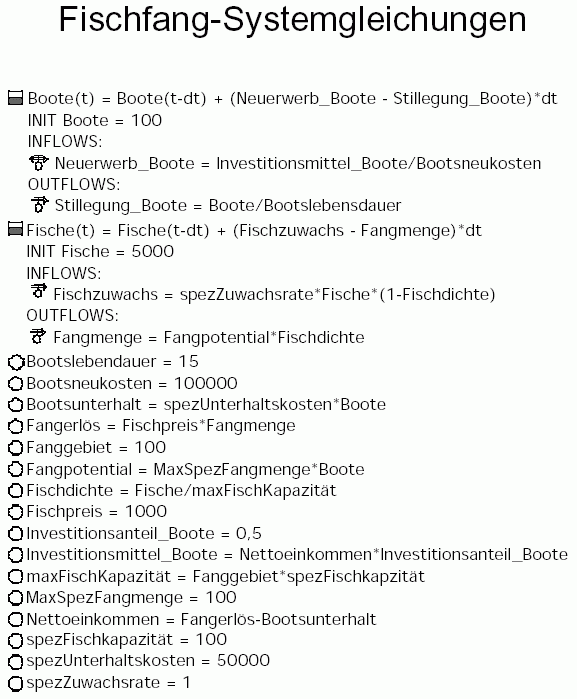 Fischfang-Systemgleichungen
Boote(t) = Boote(t-dt) + (Neuerwerb_Boote - Stillegung_Boote)*dt
INIT Boote = 100
INFLOWS:
Neuerwerb_Boote = Investitionsmittel_Boote/Bootsneukosten
OUTFLOWS:
Stillegung_Boote = Boote/Bootslebensdauer
Fische(t) = Fische(t-dt) + (Fischzuwachs - Fangmenge)*dt
INIT Fische = 5000
INFLOWS:
Fischzuwachs = spezZuwachsrate*Fische*(1-Fischdichte)
OUTFLOWS:
Fangmenge = Fangpotential*Fischdichte
Bootslebendauer = 15
Bootsneukosten = 100000
Bootsunterhalt = spezUnterhaltskosten*Boote
Fangerlös = Fischpreis*Fangmenge
Fanggebiet = 100
Fangpotential = MaxSpezFangmenge*Boote
Fischdichte = Fische/maxFischKapazität
Fischpreis = 1000
Investitionsanteil_Boote = 0,5
Investitionsmittel_Boote = Nettoeinkommen*Investitionsanteil_Boote
maxFischKapazität = Fanggebiet*spezFischkapzität
MaxSpezFangmenge = 100
Nettoeinkommen = Fangerlös-Bootsunterhalt
spezFischkapazität = 100
spezUnterhaltskosten = 50000
spezZuwachsrate = 1